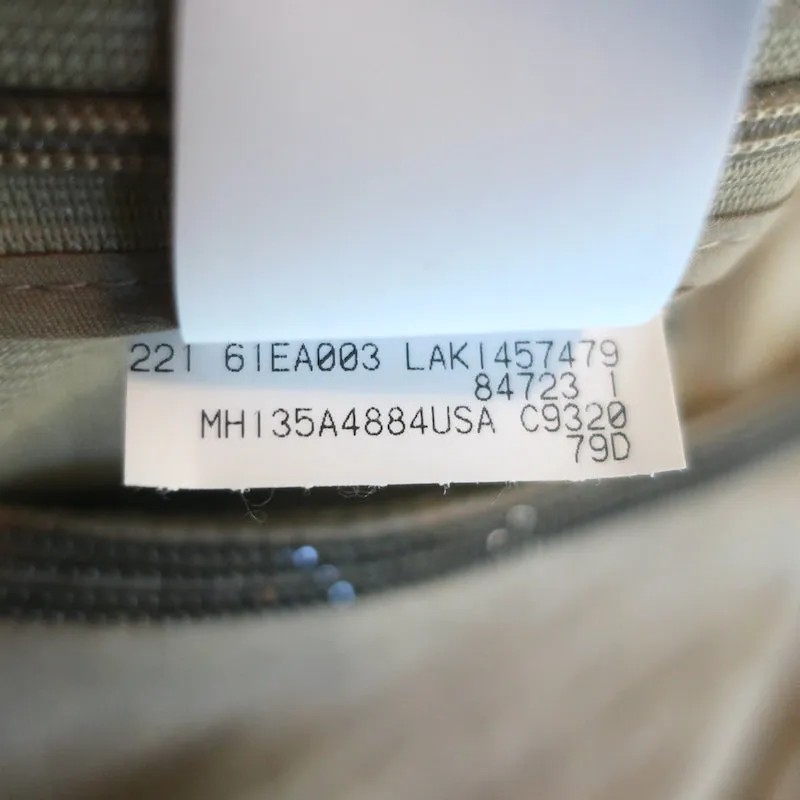 221 61EA003 LAK1457479
84723 1
MH135A4884USA C9320
79D